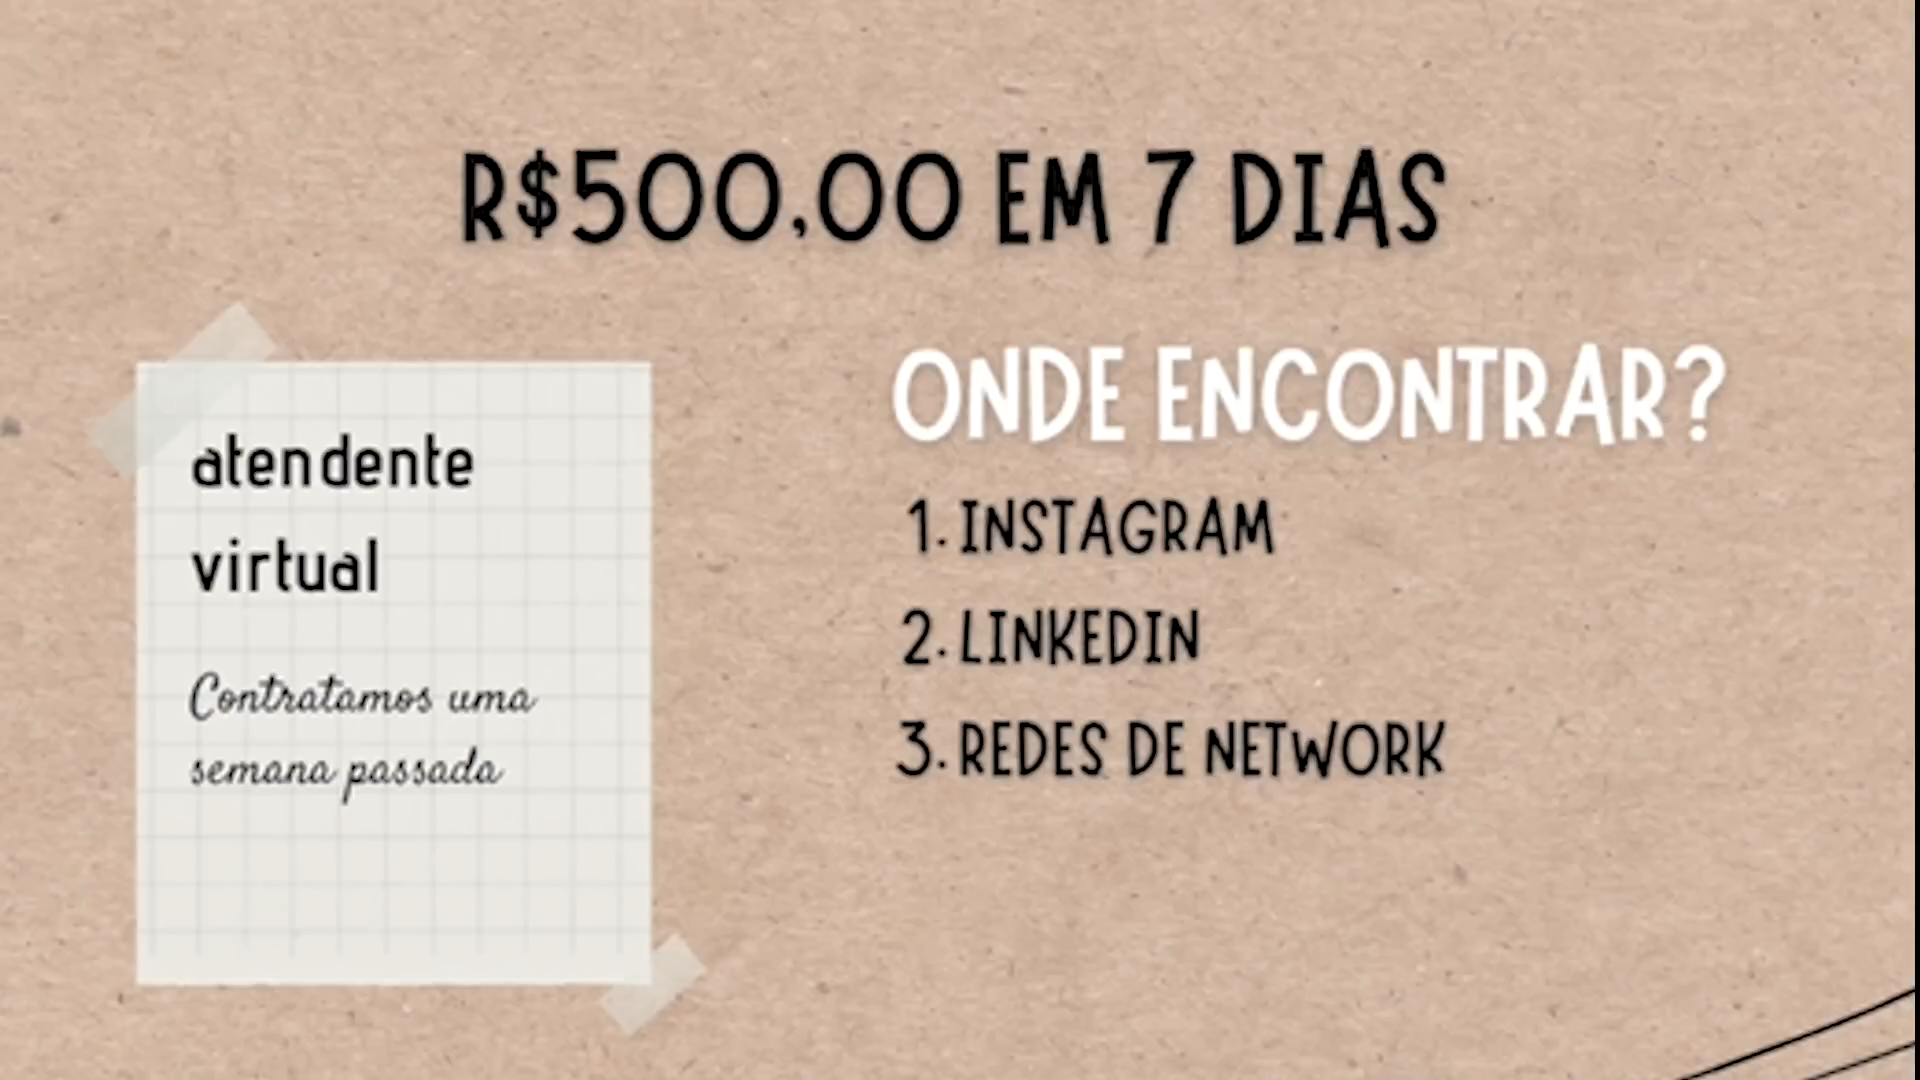 R$500,00 EM 7 DIAS
atendente
virtual
Contratamos uma
semana passada
ONDE ENCONTRAR?
1. INSTAGRAM
2. LINKEDIN
3. REDES DE NETWORK